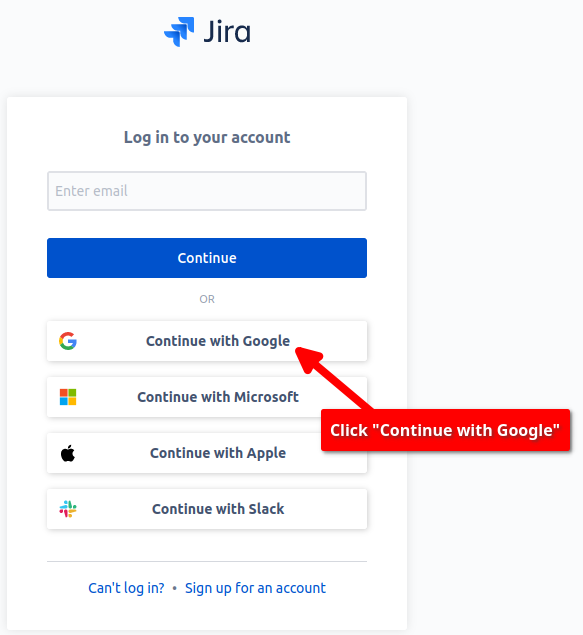 Jira
Log in to your account
Enter email
Continue
OR
Continue with Google
Continue with Microsoft
Click "Continue with Google"
Continue with Apple
Continue with Slack
Can't log in? • Sign up for an account